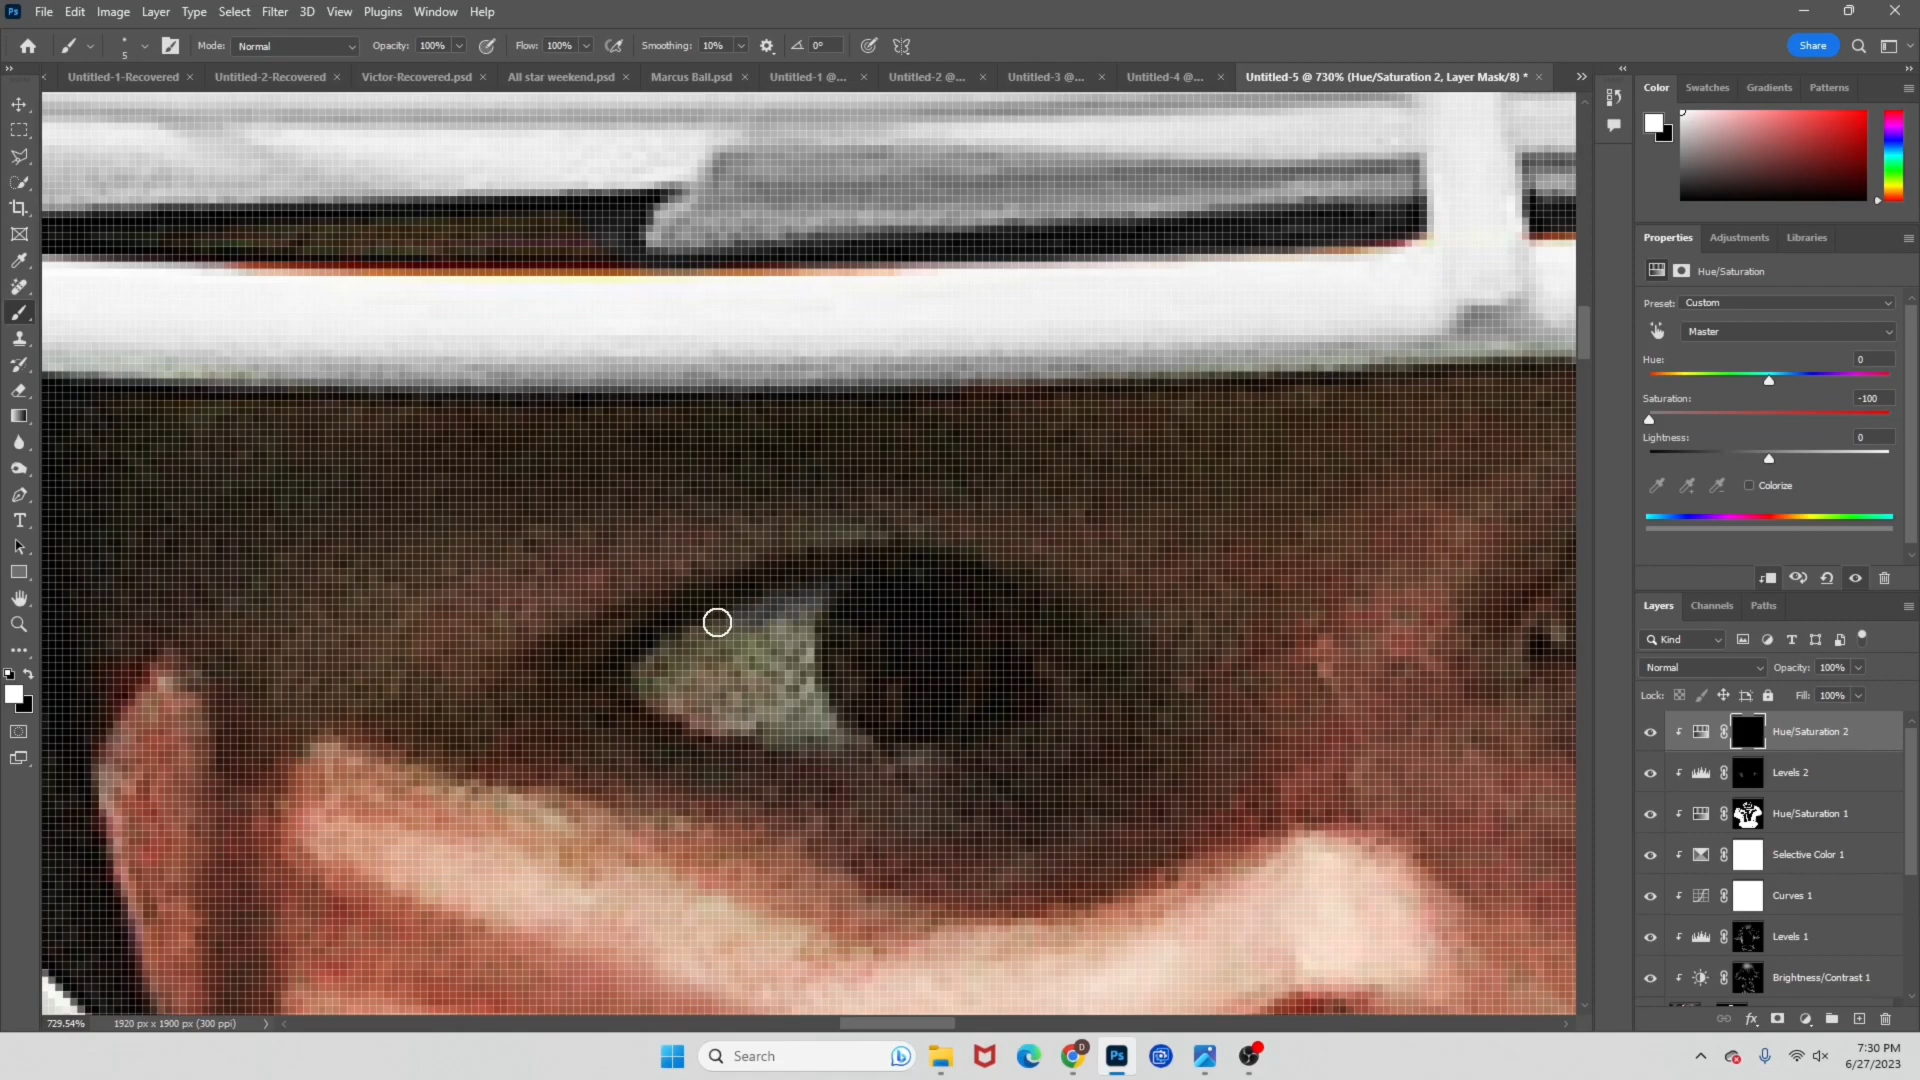 Ps File Edit Image Layer Type Select Filter 3D View Plugins Window Help
5 Mode: Normal Opacity: 100% Flow: 100% Smoothing: 10% 0° Share
Untitled-1-Recovered Untitled-2-Recovered Victor-Recovered.psd All star weekend.psd Marcus Ball.psd Untitled-1 @... Untitled-2 @... Untitled-3 @... Untitled-4 @... Untitled-5 @ 730% (Hue/Saturation 2, Layer Mask/8) *
Color Swatches Gradients Patterns
Properties Adjustments Libraries
Hue/Saturation
Preset: Custom
Master
Hue: 0
Saturation: -100
Lightness: 0
Colorize
Layers Channels Paths
Kind
Normal Opacity: 100%
Lock: Fill: 100%
Hue/Saturation 2
Levels 2
Hue/Saturation 1
Selective Color 1
Curves 1
Levels 1
Brightness/Contrast 1
729.54% 1920 px x 1900 px (300 ppi)
Search
Ps
D
7:30 PM
6/27/2023